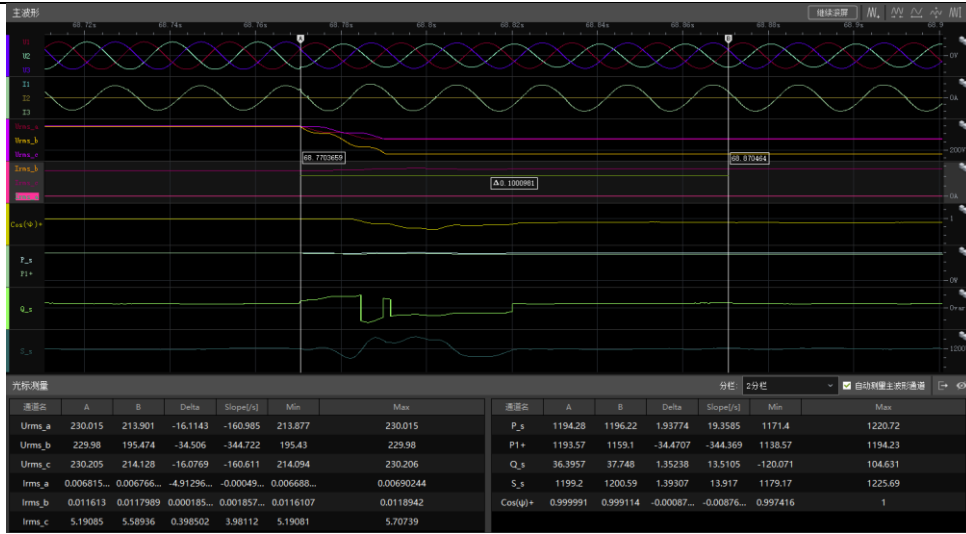 主波形
继续滚屏
68.72s 68.74s 68.76s 68.78s 68.8s 68.82s 68.84s 68.86s 68.88s 68.9s 68.9
A B
U1
U2
U3
0V
I1
I2
I3
0A
Urms_a
Urms_b
Urms_c
200V
68.7703659
68.870464
Irms_b
Δ0.1000981
0A
Cos(ψ)+
1
P_s
P1+
0W
Q_s
0var
S_s
1200
光标测量
分栏: 2分栏
自动测量主波形通道
通道名 A B Delta Slope[/s] Min Max
Urms_a 230.015 213.901 -16.1143 -160.985 213.877 230.015
Urms_b 229.98 195.474 -34.506 -344.722 195.43 229.98
Urms_c 230.205 214.128 -16.0769 -160.611 214.094 230.206
Irms_a 0.006815... 0.006766... -4.91296... -0.00049... 0.006688... 0.00690244
Irms_b 0.011613 0.0117989 0.000185... 0.001857... 0.0116107 0.0118942
Irms_c 5.19085 5.58936 0.398502 3.98112 5.19081 5.70739
通道名 A B Delta Slope[/s] Min Max
P_s 1194.28 1196.22 1.93774 19.3585 1171.4 1220.72
P1+ 1193.57 1159.1 -34.4707 -344.369 1138.57 1194.23
Q_s 36.3957 37.748 1.35238 13.5105 -120.071 104.631
S_s 1199.2 1200.59 1.39307 13.917 1179.17 1225.69
Cos(ψ)+ 0.999991 0.999114 -0.00087... -0.00876... 0.997416 1